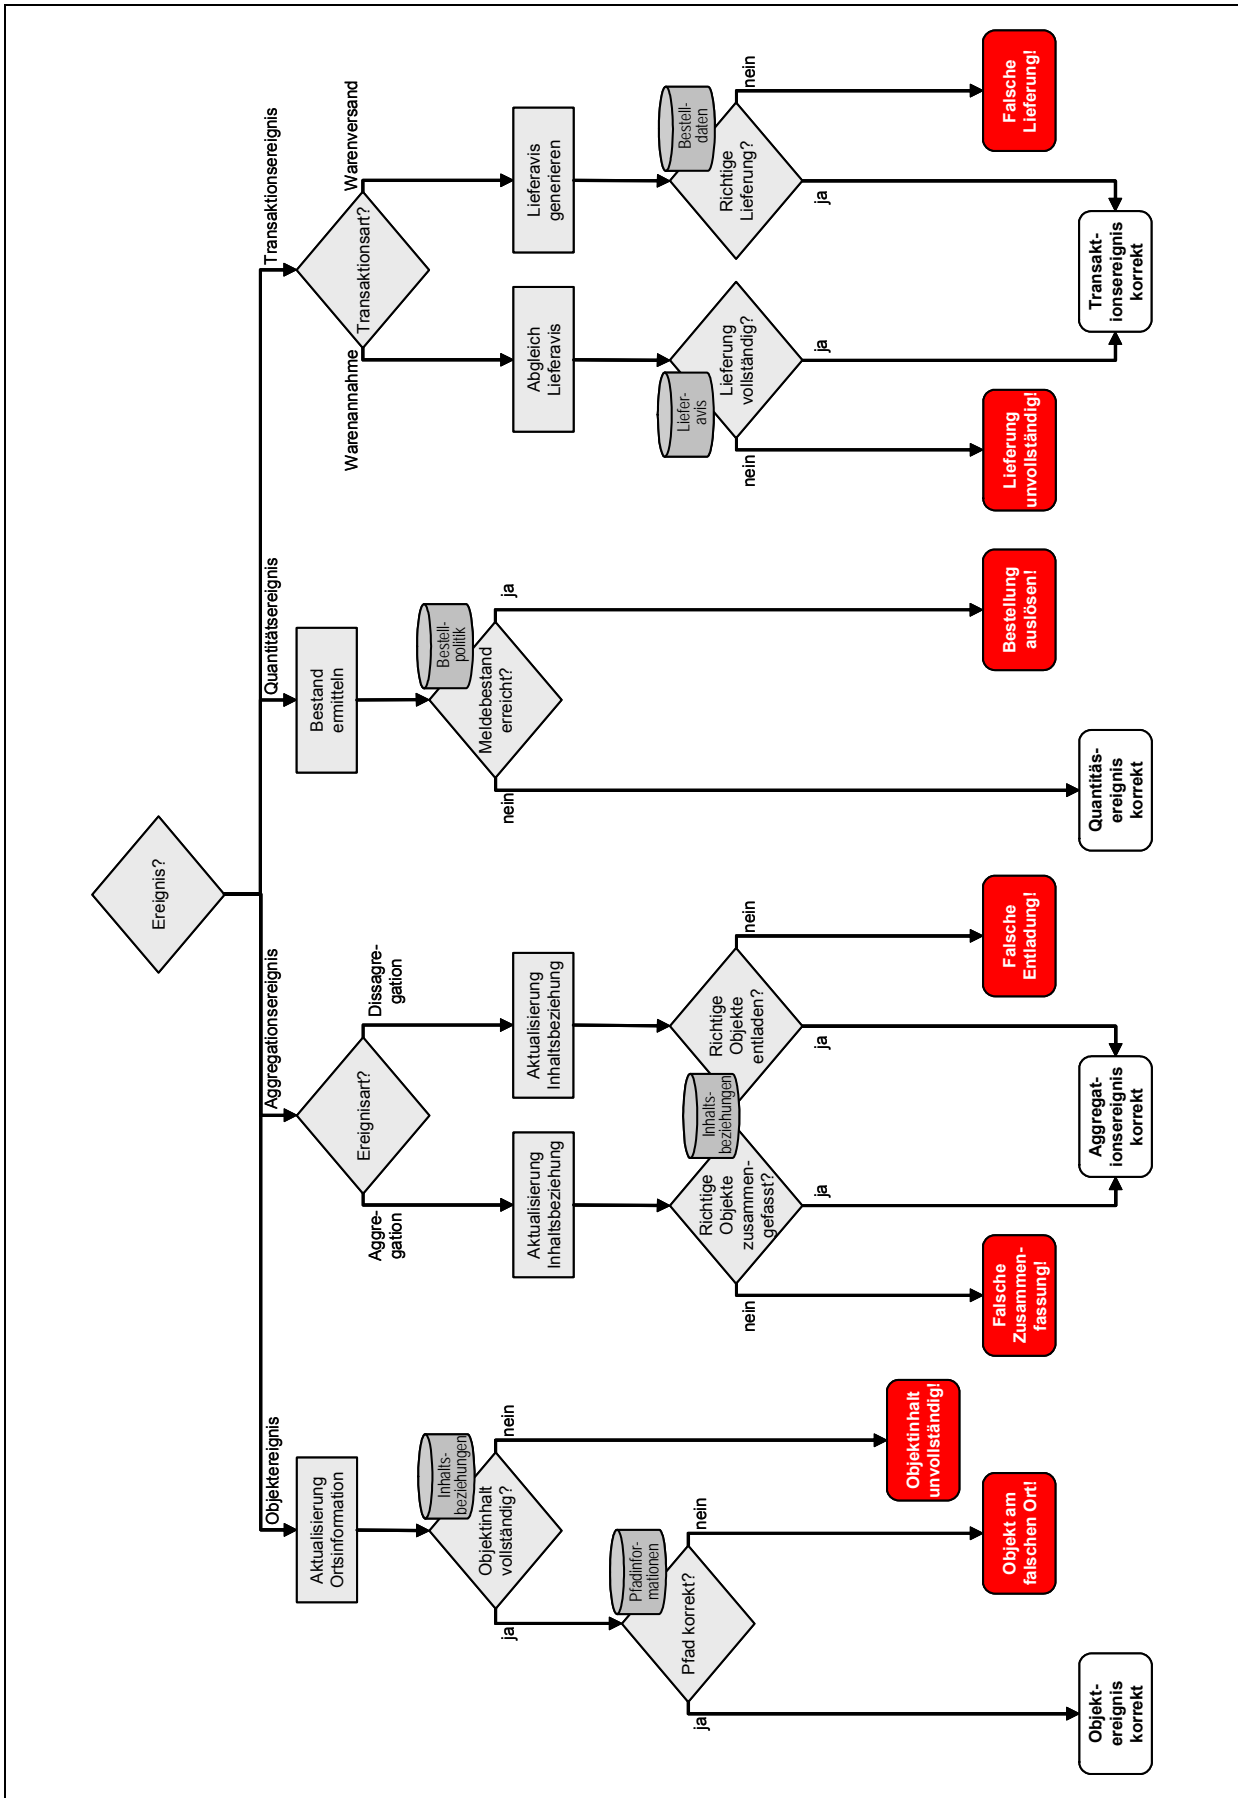 Ereignis?
Objektereignis
Aggregationsereignis
Quantitätsereignis
Transaktionsereignis
Aktualisierung
Ortsinformation
Inhalts-
beziehungen
Objektinhalt
vollständig?
ja
nein
Pfadinfor-
mationen
Pfad korrekt?
ja
nein
Objektinhalt
unvollständig!
Objekt am
falschen Ort!
Objekt-
ereignis
korrekt
Ereignisart?
Aggre-
gation
Dissagre-
gation
Aktualisierung
Inhaltsbeziehung
Aktualisierung
Inhaltsbeziehung
Inhalts-
beziehungen
Richtige
Objekte
zusammen-
gefasst?
Richtige
Objekte
entladen?
nein
ja
ja
nein
Falsche
Zusammen-
fassung!
Falsche
Entladung!
Aggregat-
ionsereignis
korrekt
Bestand
ermitteln
Bestell-
politik
Meldebestand
erreicht?
nein
ja
Bestellung
auslösen!
Quantitäs-
ereignis
korrekt
Transaktionsart?
Warenannahme
Warenversand
Abgleich
Lieferavis
Lieferavis
generieren
Liefer-
avis
Lieferung
vollständig?
Bestell-
daten
Richtige
Lieferung?
nein
ja
ja
nein
Lieferung
unvollständig!
Falsche
Lieferung!
Transakt-
ionsereignis
korrekt